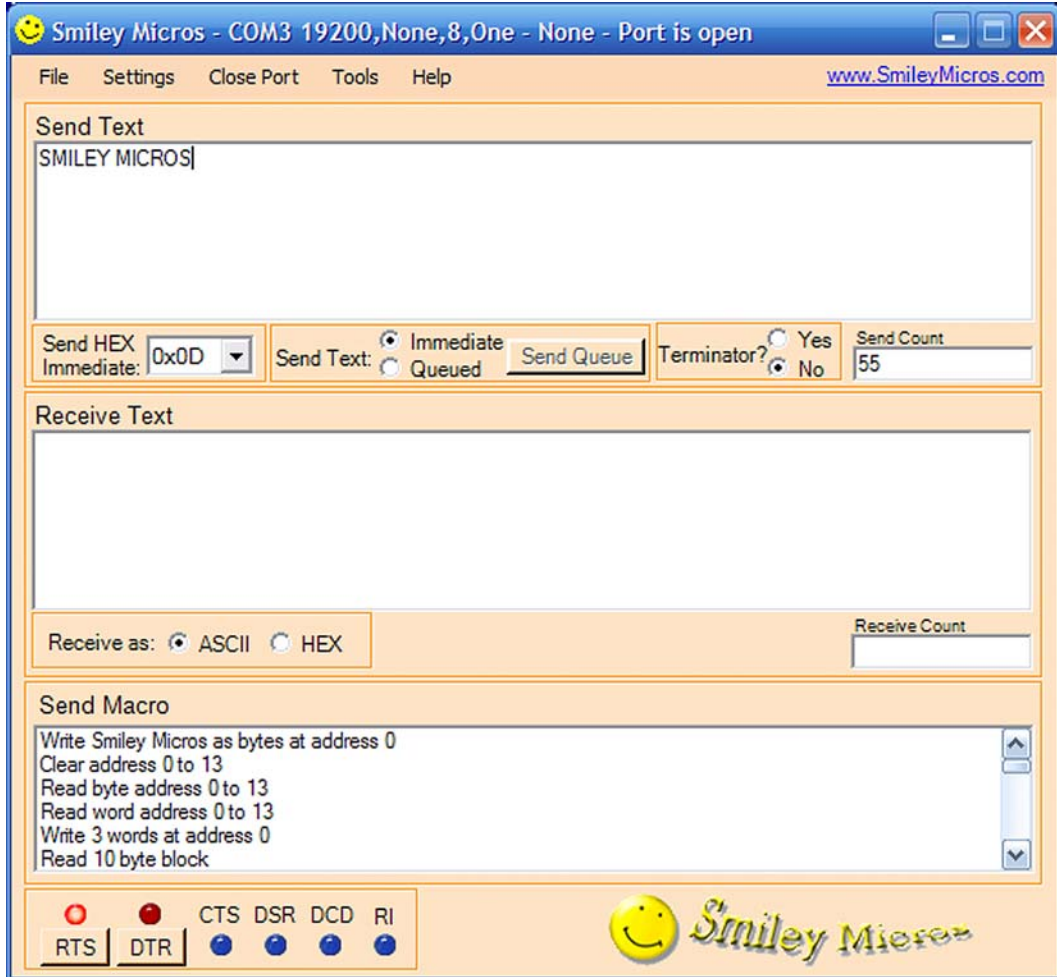 Smiley Micros - COM3 19200,None,8,One - None - Port is open
File Settings Close Port Tools Help www.SmileyMicros.com
Send Text
SMILEY MICROS
Send HEX Immediate: 0x0D
Send Text: Immediate
Queued
Send Queue
Terminator? Yes
No
Send Count
55
Receive Text
Receive as: ASCII HEX
Receive Count
Send Macro
Write Smiley Micros as bytes at address 0
Clear address 0 to 13
Read byte address 0 to 13
Read word address 0 to 13
Write 3 words at address 0
Read 10 byte block
CTS DSR DCD RI
RTS DTR
Smiley Micros